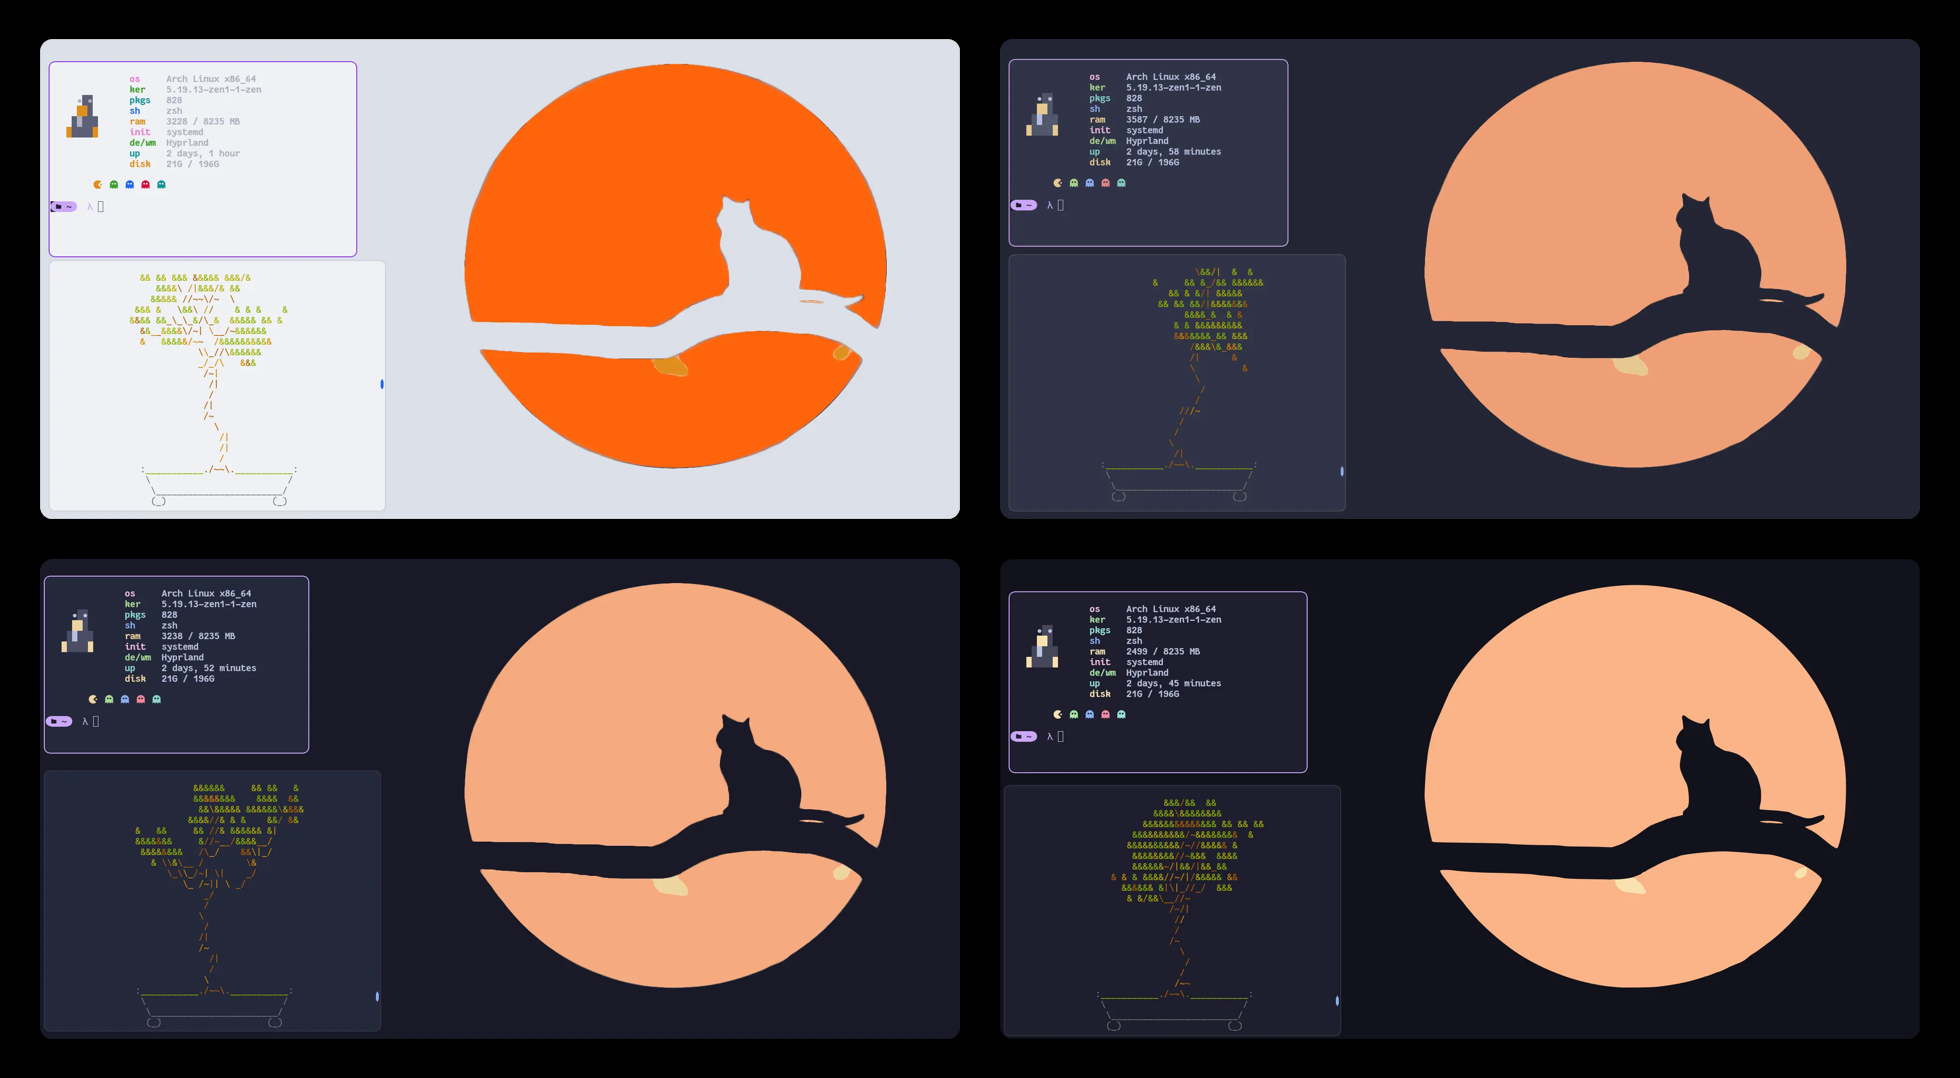 os Arch Linux x86_64
ker 5.19.13-zen1-1-zen
pkgs 828
sh zsh
ram 3228 / 8235 MB
init systemd
de/wm Hyprland
up 2 days, 1 hour
disk 21G / 196G
~ λ
os Arch Linux x86_64
ker 5.19.13-zen1-1-zen
pkgs 828
sh zsh
ram 3587 / 8235 MB
init systemd
de/wm Hyprland
up 2 days, 58 minutes
disk 21G / 196G
~ λ
os Arch Linux x86_64
ker 5.19.13-zen1-1-zen
pkgs 828
sh zsh
ram 3238 / 8235 MB
init systemd
de/wm Hyprland
up 2 days, 52 minutes
disk 21G / 196G
~ λ
os Arch Linux x86_64
ker 5.19.13-zen1-1-zen
pkgs 828
sh zsh
ram 2499 / 8235 MB
init systemd
de/wm Hyprland
up 2 days, 45 minutes
disk 21G / 196G
~ λ